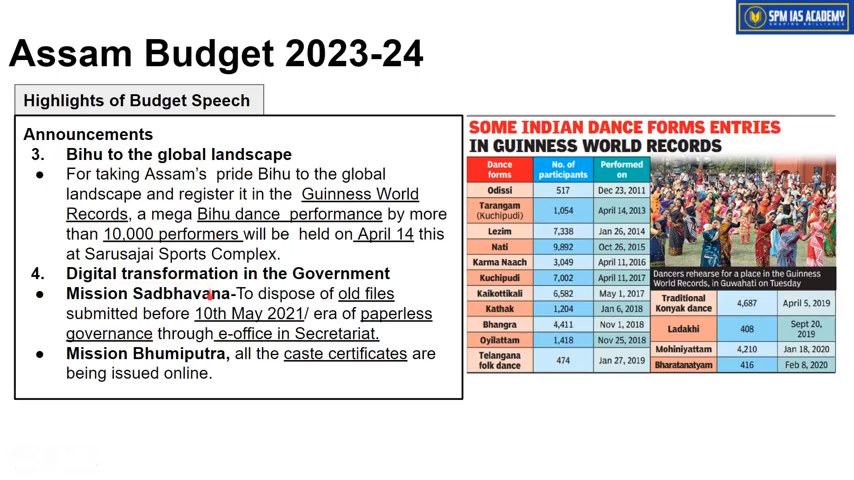 SPM IAS ACADEMY
SHAPING BRILLIANCE
Assam Budget 2023-24
Highlights of Budget Speech
Announcements
3. Bihu to the global landscape
● For taking Assam's pride Bihu to the global
landscape and register it in the Guinness World
Records, a mega Bihu dance performance by more
than 10,000 performers will be held on April 14 this
at Sarusajai Sports Complex.
4. Digital transformation in the Government
● Mission Sadbhavana-To dispose of old files
submitted before 10th May 2021/ era of paperless
governance through e-office in Secretariat.
● Mission Bhumiputra, all the caste certificates are
being issued online.
SOME INDIAN DANCE FORMS ENTRIES
IN GUINNESS WORLD RECORDS
Dance forms No. of participants Performed on
Odissi 517 Dec 23, 2011
Tarangam (Kuchipudi) 1,054 April 14, 2013
Lezim 7,338 Jan 26, 2014
Nati 9,892 Oct 26, 2015
Karma Naach 3,049 April 11, 2016
Kuchipudi 7,002 April 11, 2017
Kaikottikali 6,582 May 1, 2017
Kathak 1,204 Jan 6, 2018
Bhangra 4,411 Nov 1, 2018
Oyilattam 1,418 Nov 25, 2018
Telangana folk dance 474 Jan 27, 2019
Dancers rehearse for a place in the Guinness
World Records, in Guwahati on Tuesday
Traditional Konyak dance 4,687 April 5, 2019
Ladakhi 408 Sept 20, 2019
Mohiniyattam 4,210 Jan 18, 2020
Bharatanatyam 416 Feb 8, 2020